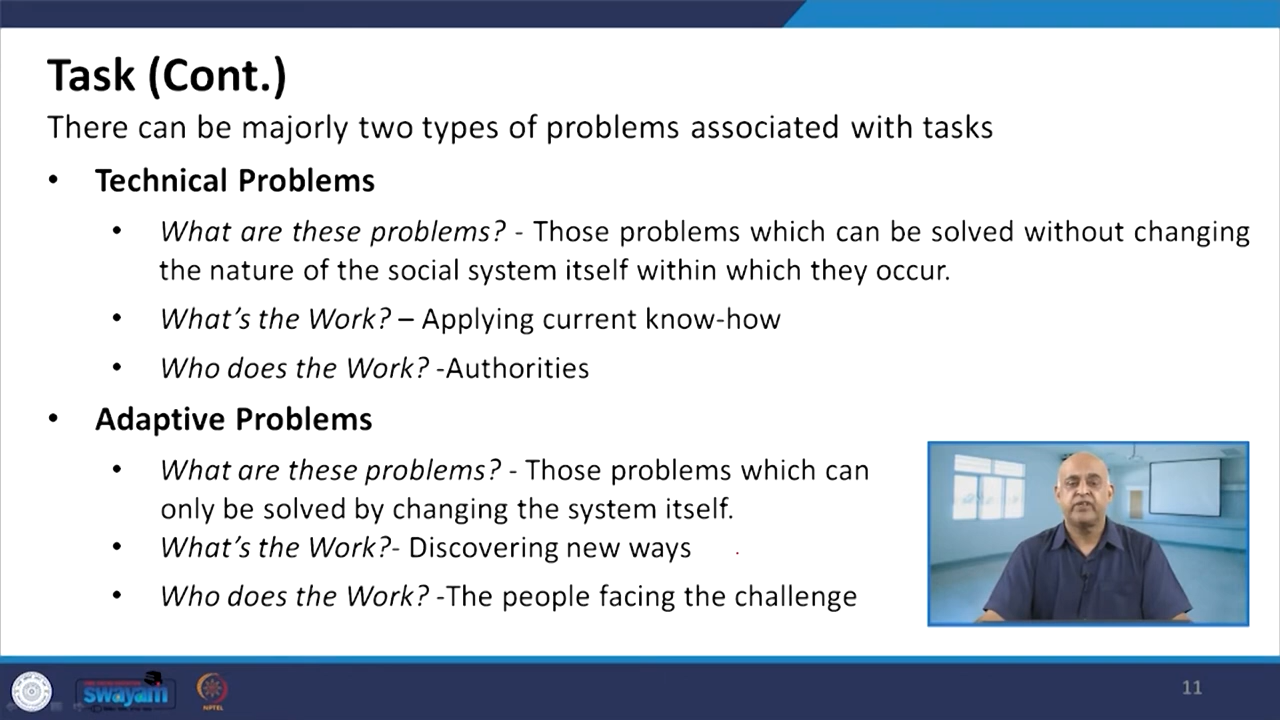 Task (Cont.)
There can be majorly two types of problems associated with tasks
• Technical Problems
• What are these problems? - Those problems which can be solved without changing
the nature of the social system itself within which they occur.
• What's the Work? – Applying current know-how
• Who does the Work? -Authorities
• Adaptive Problems
• What are these problems? - Those problems which can
only be solved by changing the system itself.
• What's the Work?- Discovering new ways
• Who does the Work? -The people facing the challenge
swayam
NPTEL
11